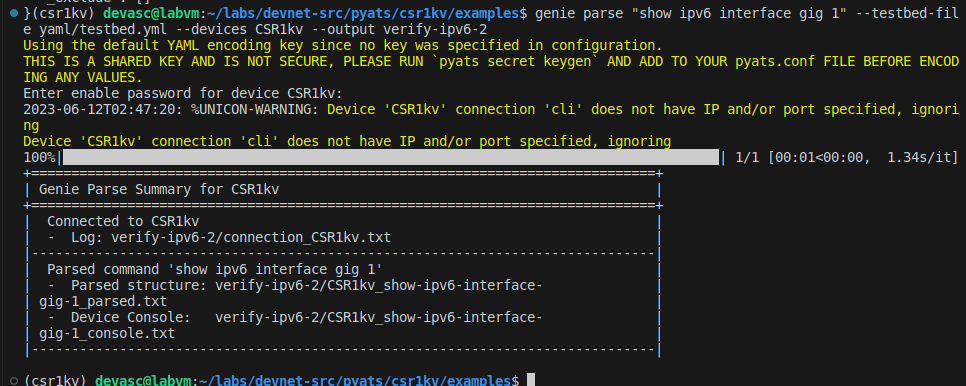 _exclude : []
}(csr1kv) devasc@labvm:~/labs/devnet-src/pyats/csr1kv/examples$ genie parse "show ipv6 interface gig 1" --testbed-fil
e yaml/testbed.yml --devices CSR1kv --output verify-ipv6-2
Using the default YAML encoding key since no key was specified in configuration.
THIS IS A SHARED KEY AND IS NOT SECURE, PLEASE RUN `pyats secret keygen` AND ADD TO YOUR pyats.conf FILE BEFORE ENCOD
ING ANY VALUES.
Enter enable password for device CSR1kv:
2023-06-12T02:47:20: %UNICON-WARNING: Device 'CSR1kv' connection 'cli' does not have IP and/or port specified, ignori
ng
Device 'CSR1kv' connection 'cli' does not have IP and/or port specified, ignoring
100%| | 1/1 [00:01<00:00,  1.34s/it]
+==============================================================================+
| Genie Parse Summary for CSR1kv                                               |
+==============================================================================+
|  Connected to CSR1kv                                                         |
|  -  Log: verify-ipv6-2/connection_CSR1kv.txt                                 |
|------------------------------------------------------------------------------|
|  Parsed command 'show ipv6 interface gig 1'                                  |
|  -  Parsed structure: verify-ipv6-2/CSR1kv_show-ipv6-interface-              |
| gig-1_parsed.txt                                                             |
|  -  Device Console:   verify-ipv6-2/CSR1kv_show-ipv6-interface-              |
| gig-1_console.txt                                                            |
|------------------------------------------------------------------------------|
(csr1kv) devasc@labvm:~/labs/devnet-src/pyats/csr1kv/examples$